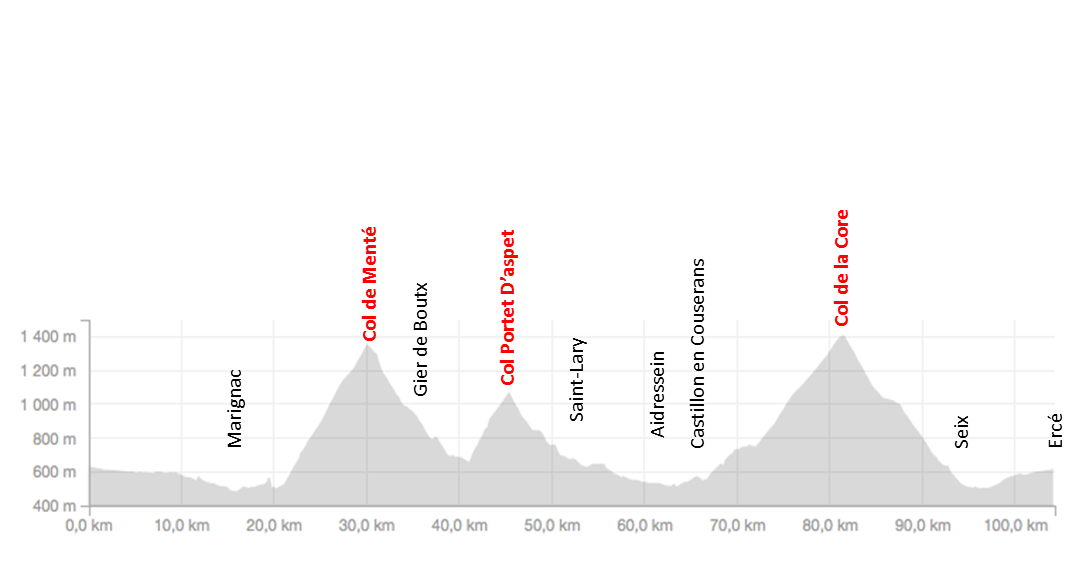 Marignac
Col de Menté
Gier de Boutx
Col Portet D’aspet
Saint-Lary
Aidressein
Castillon en Couserans
Col de la Core
Seix
Ercé
1 400 m
1 200 m
1 000 m
800 m
600 m
400 m
0,0 km
10,0 km
20,0 km
30,0 km
40,0 km
50,0 km
60,0 km
70,0 km
80,0 km
90,0 km
100,0 km